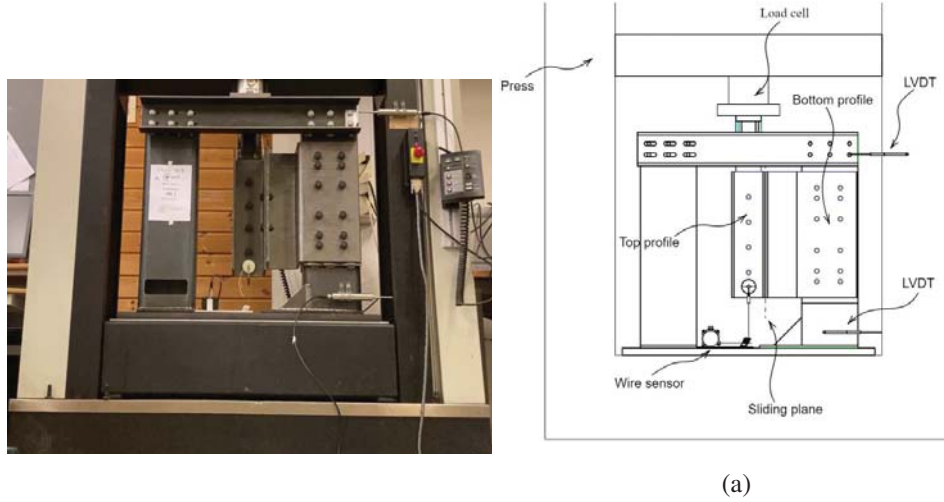 Load cell
Press
LVDT
Bottom profile
Top profile
LVDT
Wire sensor
Sliding plane
(a)